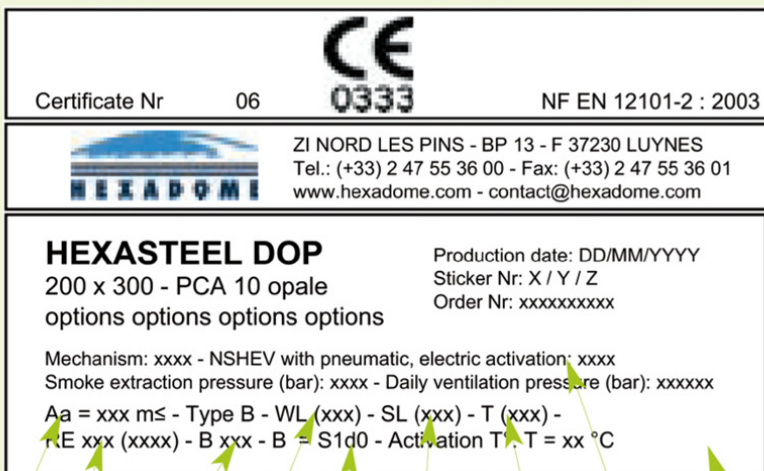 CE
0333
Certificate Nr 06
NF EN 12101-2 : 2003
HEXADOME
ZI NORD LES PINS - BP 13 - F 37230 LUYNES
Tel.: (+33) 2 47 55 36 00 - Fax: (+33) 2 47 55 36 01
www.hexadome.com - contact@hexadome.com
HEXASTEEL DOP
200 x 300 - PCA 10 opale
options options options options
Production date: DD/MM/YYYY
Sticker Nr: X / Y / Z
Order Nr: xxxxxxxxxx
Mechanism: xxxx - NSHEV with pneumatic, electric activation: xxxx
Smoke extraction pressure (bar): xxxx - Daily ventilation pressure (bar): xxxxxx
Aa = xxx m≤ - Type B - WL (xxx) - SL (xxx) - T (xxx) -
RE xxx (xxxx) - B xxx - B = S1d0 - Activation T°: T = xx °C